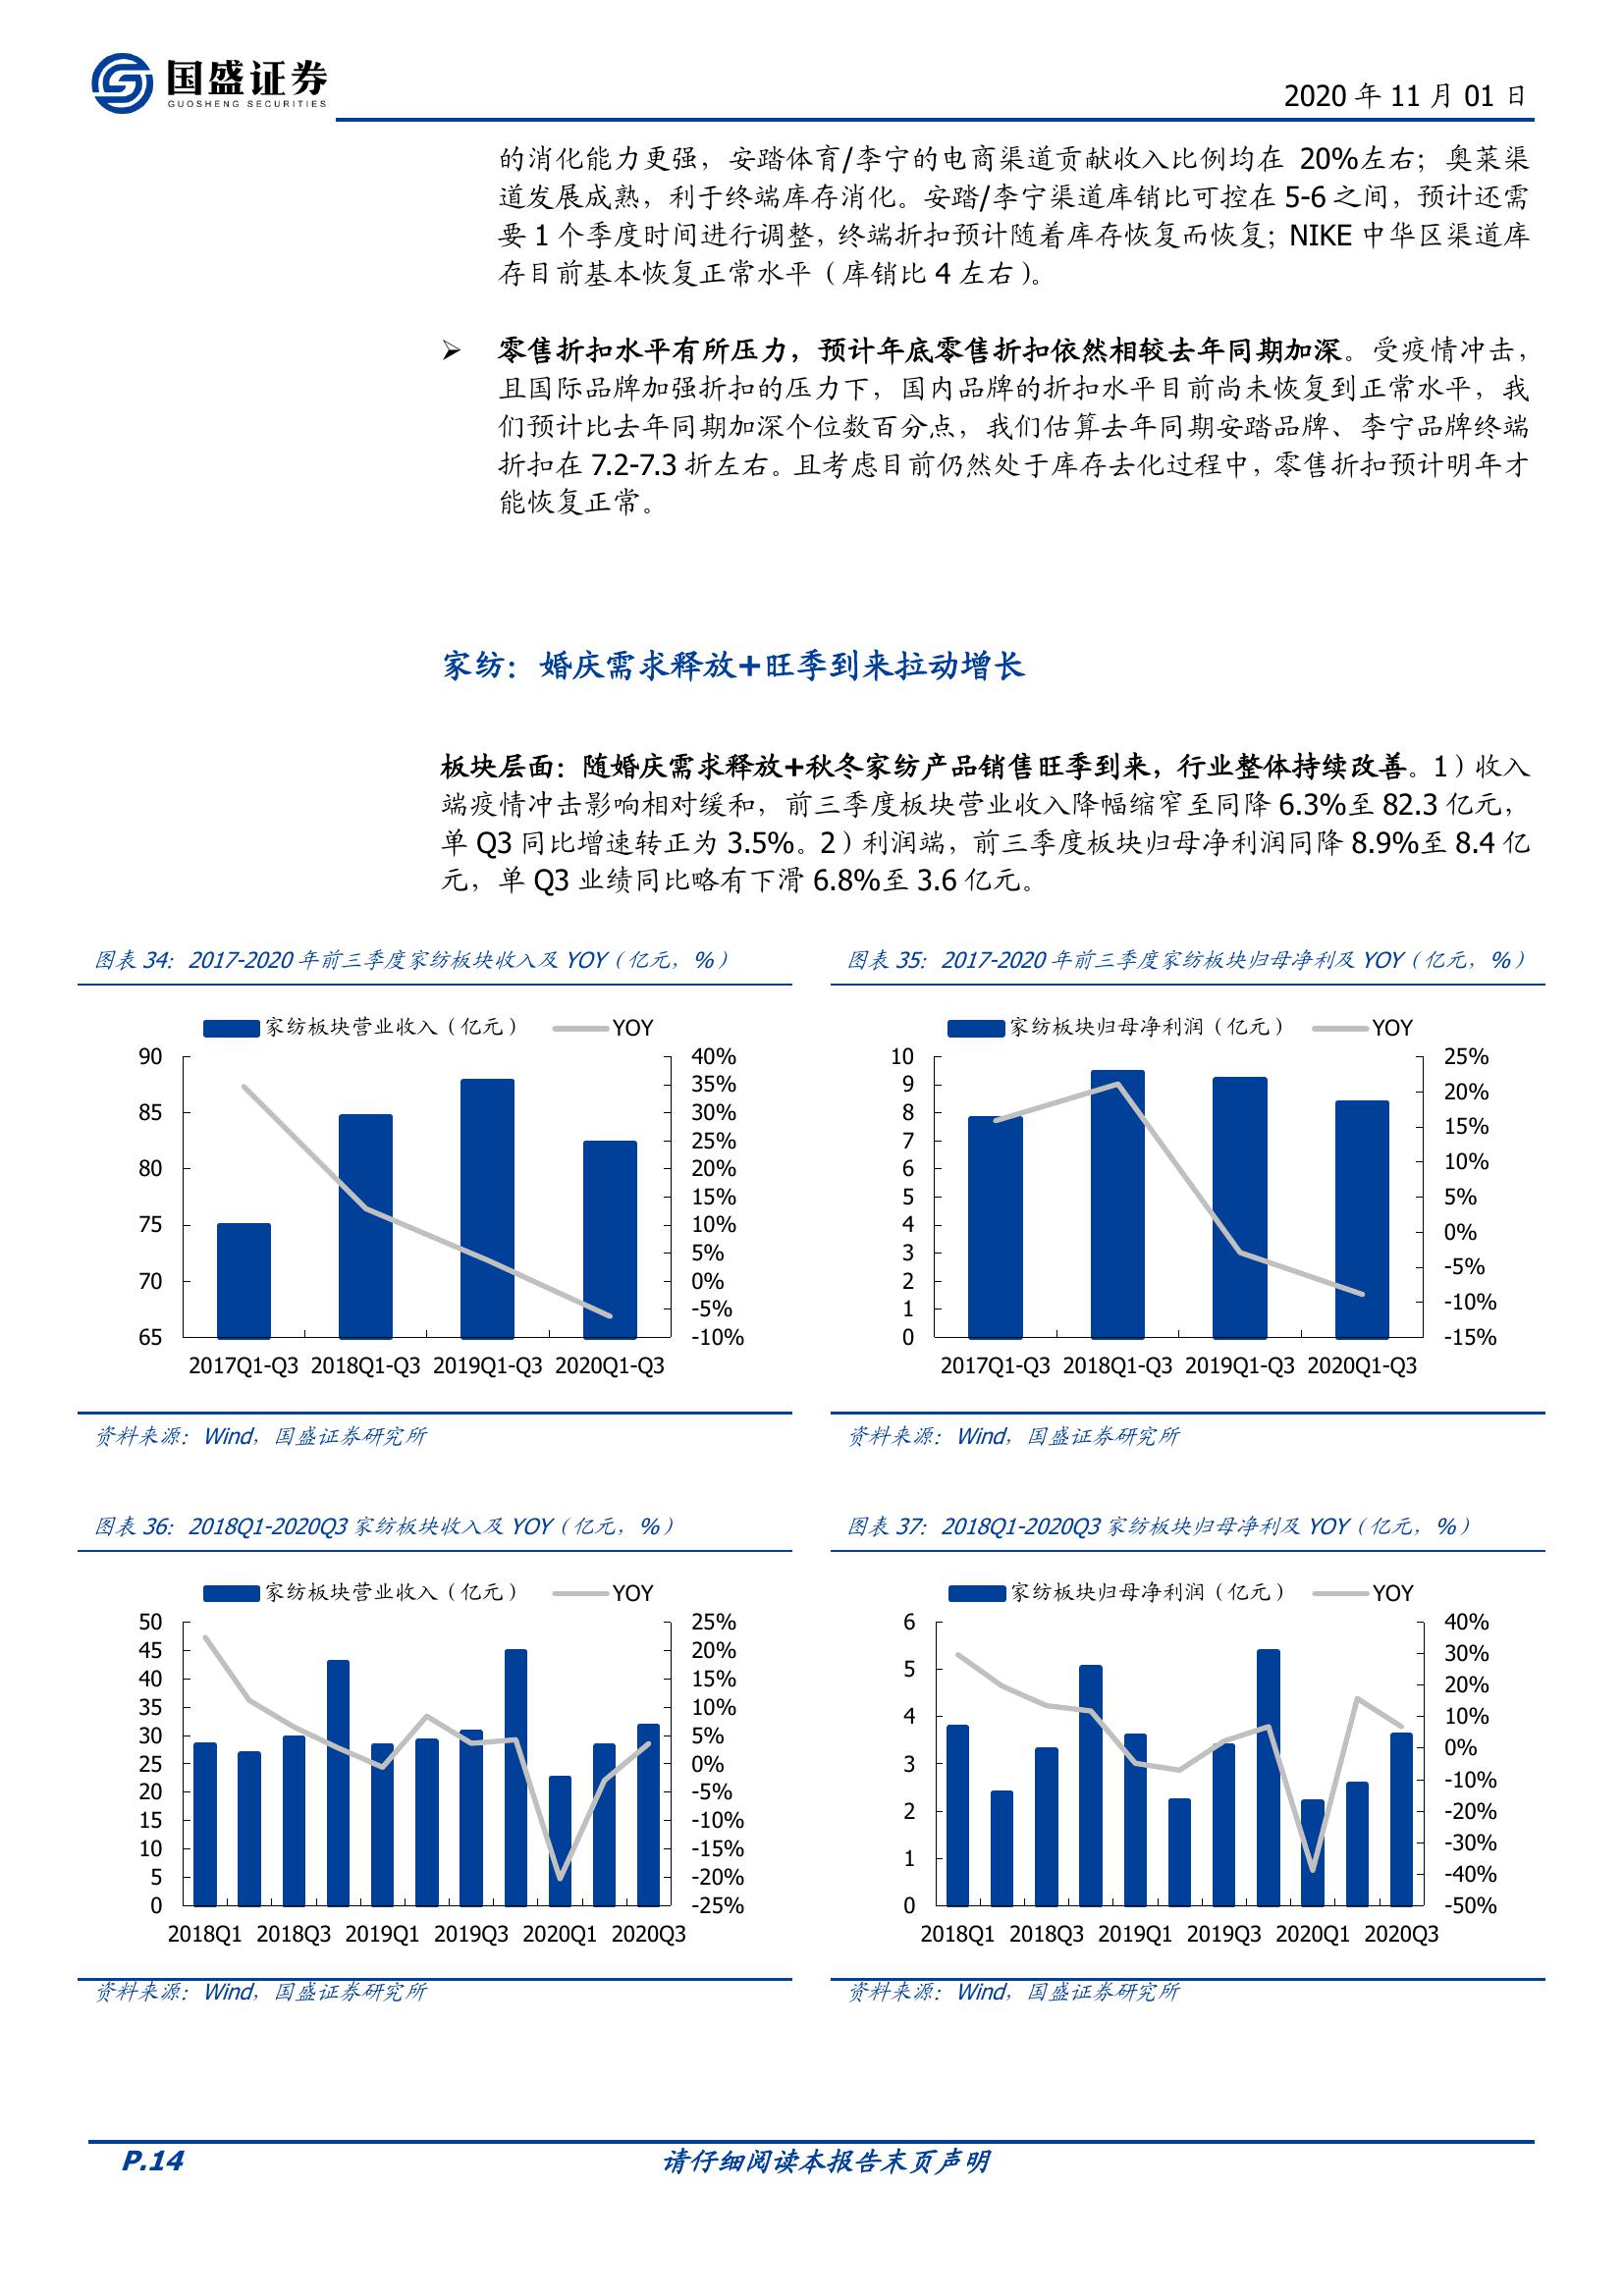 国盛证券
GUOSHENG SECURITIES
2020 年 11 月 01 日
的消化能力更强，安踏体育/李宁的电商渠道贡献收入比例均在 20%左右；奥莱渠
道发展成熟，利于终端库存消化。安踏/李宁渠道库销比可控在 5-6 之间，预计还需
要 1 个季度时间进行调整，终端折扣预计随着库存恢复而恢复；NIKE 中华区渠道库
存目前基本恢复正常水平（库销比 4 左右）。
➢ 零售折扣水平有所压力，预计年底零售折扣依然相较去年同期加深。受疫情冲击，
且国际品牌加强折扣的压力下，国内品牌的折扣水平目前尚未恢复到正常水平，我
们预计比去年同期加深个位数百分点，我们估算去年同期安踏品牌、李宁品牌终端
折扣在 7.2-7.3 折左右。且考虑目前仍然处于库存去化过程中，零售折扣预计明年才
能恢复正常。
家纺：婚庆需求释放+旺季到来拉动增长
板块层面：随婚庆需求释放+秋冬家纺产品销售旺季到来，行业整体持续改善。1）收入
端疫情冲击影响相对缓和，前三季度板块营业收入降幅缩窄至同降 6.3%至 82.3 亿元，
单 Q3 同比增速转正为 3.5%。2）利润端，前三季度板块归母净利润同降 8.9%至 8.4 亿
元，单 Q3 业绩同比略有下滑 6.8%至 3.6 亿元。
图表 34：2017-2020 年前三季度家纺板块收入及 YOY（亿元，%）
家纺板块营业收入（亿元） YOY
90 40%
35%
85 30%
25%
80 20%
15%
75 10%
5%
70 0%
-5%
65 -10%
2017Q1-Q3 2018Q1-Q3 2019Q1-Q3 2020Q1-Q3
资料来源：Wind，国盛证券研究所
图表 35：2017-2020 年前三季度家纺板块归母净利及 YOY（亿元，%）
家纺板块归母净利润（亿元） YOY
10 25%
9
8 20%
7 15%
6 10%
5 5%
4 0%
3 -5%
2
1 -10%
0 -15%
2017Q1-Q3 2018Q1-Q3 2019Q1-Q3 2020Q1-Q3
资料来源：Wind，国盛证券研究所
图表 36：2018Q1-2020Q3 家纺板块收入及 YOY（亿元，%）
家纺板块营业收入（亿元） YOY
50 25%
45 20%
40 15%
35 10%
30 5%
25 0%
20 -5%
15 -10%
10 -15%
5 -20%
0 -25%
2018Q1 2018Q3 2019Q1 2019Q3 2020Q1 2020Q3
资料来源：Wind，国盛证券研究所
图表 37：2018Q1-2020Q3 家纺板块归母净利及 YOY（亿元，%）
家纺板块归母净利润（亿元） YOY
6 40%
30%
5 20%
4 10%
0%
3 -10%
2 -20%
-30%
1 -40%
0 -50%
2018Q1 2018Q3 2019Q1 2019Q3 2020Q1 2020Q3
资料来源：Wind，国盛证券研究所
P.14 请仔细阅读本报告末页声明